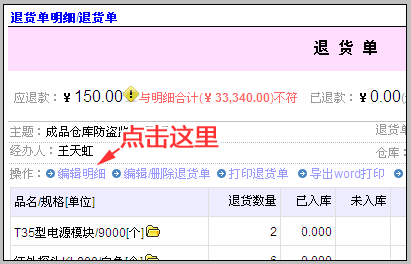 退货单明细/退货单
退 货 单
应退款：￥150.00 与明细合计(￥33,340.00)不符 已退款：￥0.00
主题：成品仓库防盗 退货
点击这里
经办人：王天虹 仓库：
操作： 编辑明细 编辑/删除退货单 打印退货单 导出word打印
品名/规格[单位] 退货数量 已入库 未入库
T35型电源模块/9000[个] 2 0.000
6 0.000